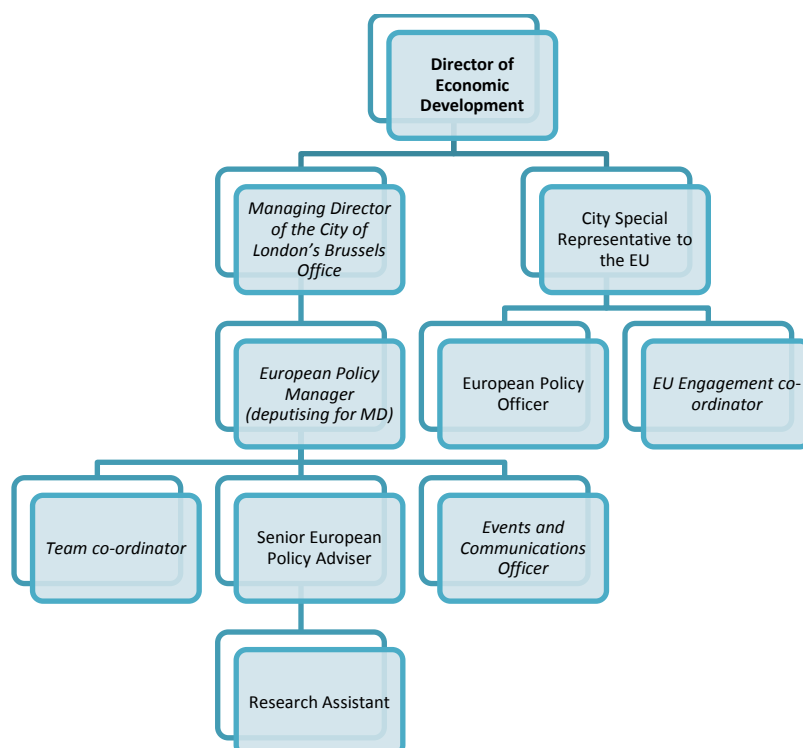 Director of
Economic
Development
Managing Director
of the City of
London's Brussels
Office
City Special
Representative to
the EU
European Policy
Manager
(deputising for MD)
European Policy
Officer
EU Engagement co-
ordinator
Team co-ordinator
Senior European
Policy Adviser
Events and
Communications
Officer
Research Assistant